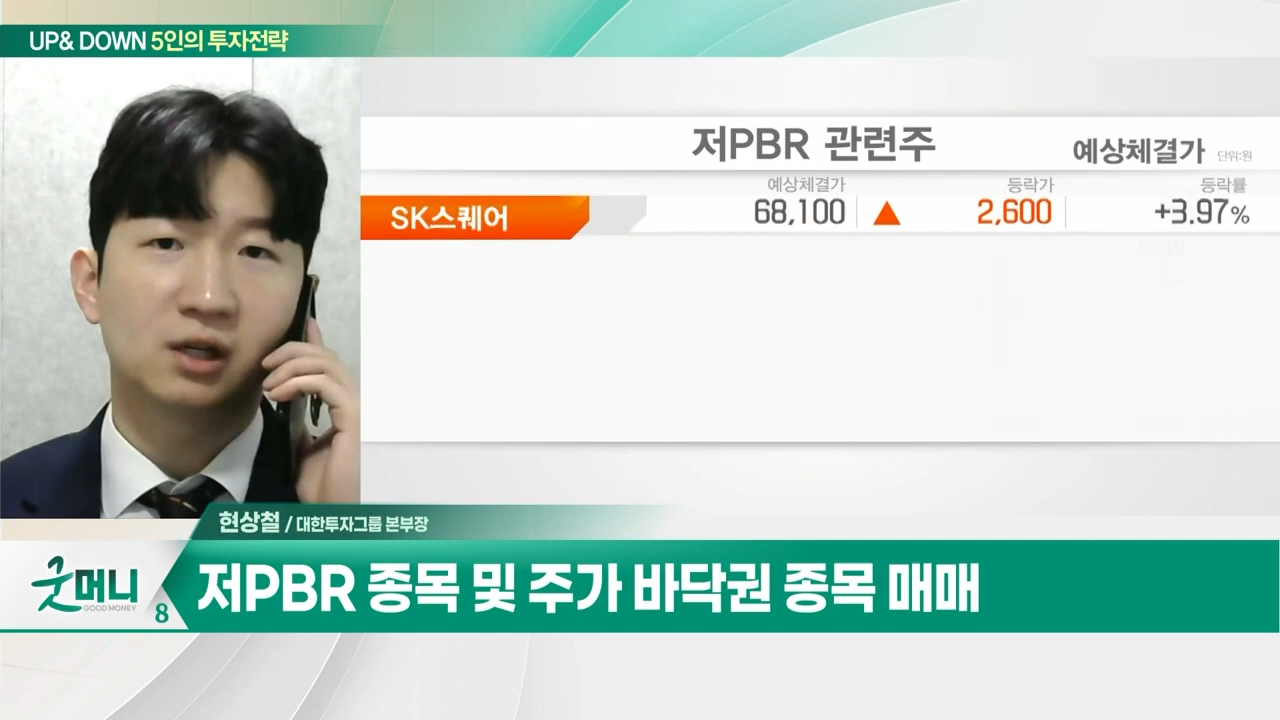 UP& DOWN 5인의 투자전략
저PBR 관련주
예상체결가 단위:원
예상체결가 등락가 등락률
SK스퀘어 68,100 ▲ 2,600 +3.97%
현상철 / 대한투자그룹 본부장
굿머니
GOOD MONEY
8
저PBR 종목 및 주가 바닥권 종목 매매